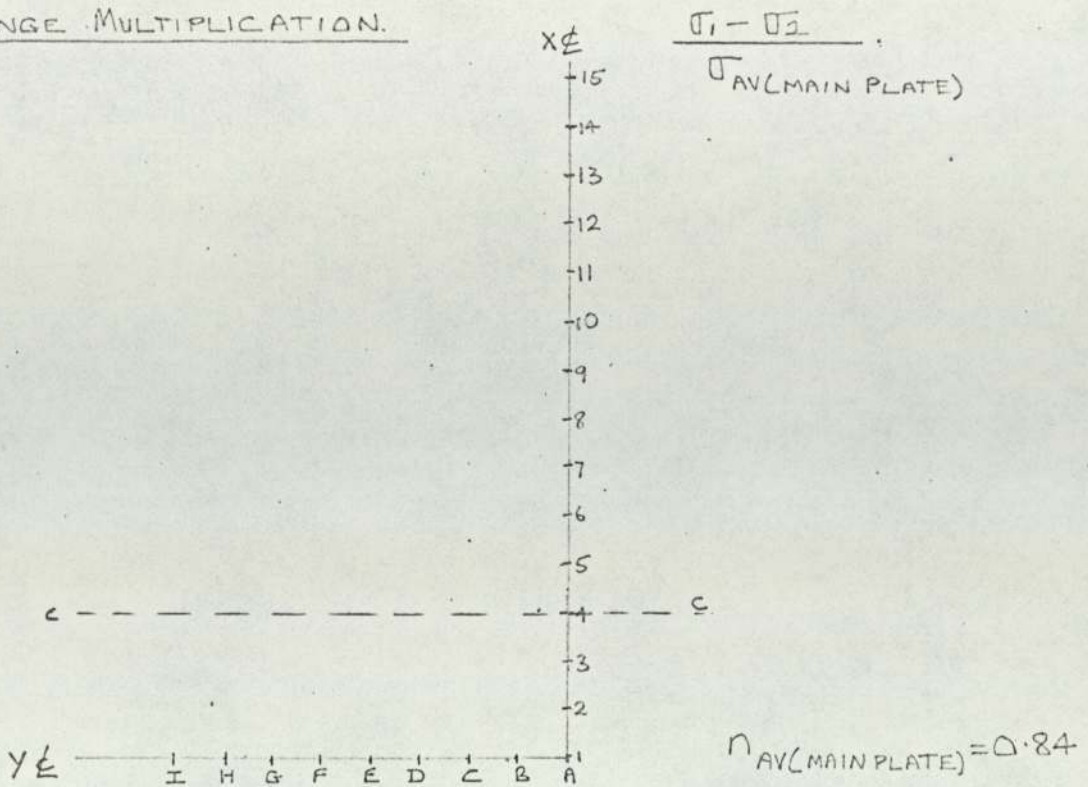 NGE MULTIPLICATION.
σ1 - σ2
σAV(MAIN PLATE)
X℄
15
14
13
12
11
10
9
8
7
6
5
c 4 c
3
2
Y℄ I H G F E D C B A 1
nAV(MAIN PLATE) = 0.84